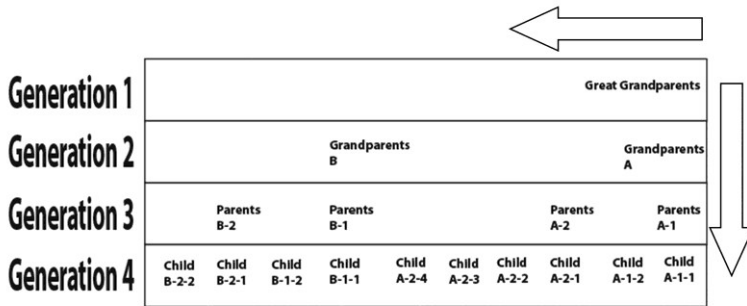 Generation 1
Great Grandparents
Generation 2
Grandparents
B
Grandparents
A
Generation 3
Parents
B-2
Parents
B-1
Parents
A-2
Parents
A-1
Generation 4
Child
B-2-2
Child
B-2-1
Child
B-1-2
Child
B-1-1
Child
A-2-4
Child
A-2-3
Child
A-2-2
Child
A-2-1
Child
A-1-2
Child
A-1-1